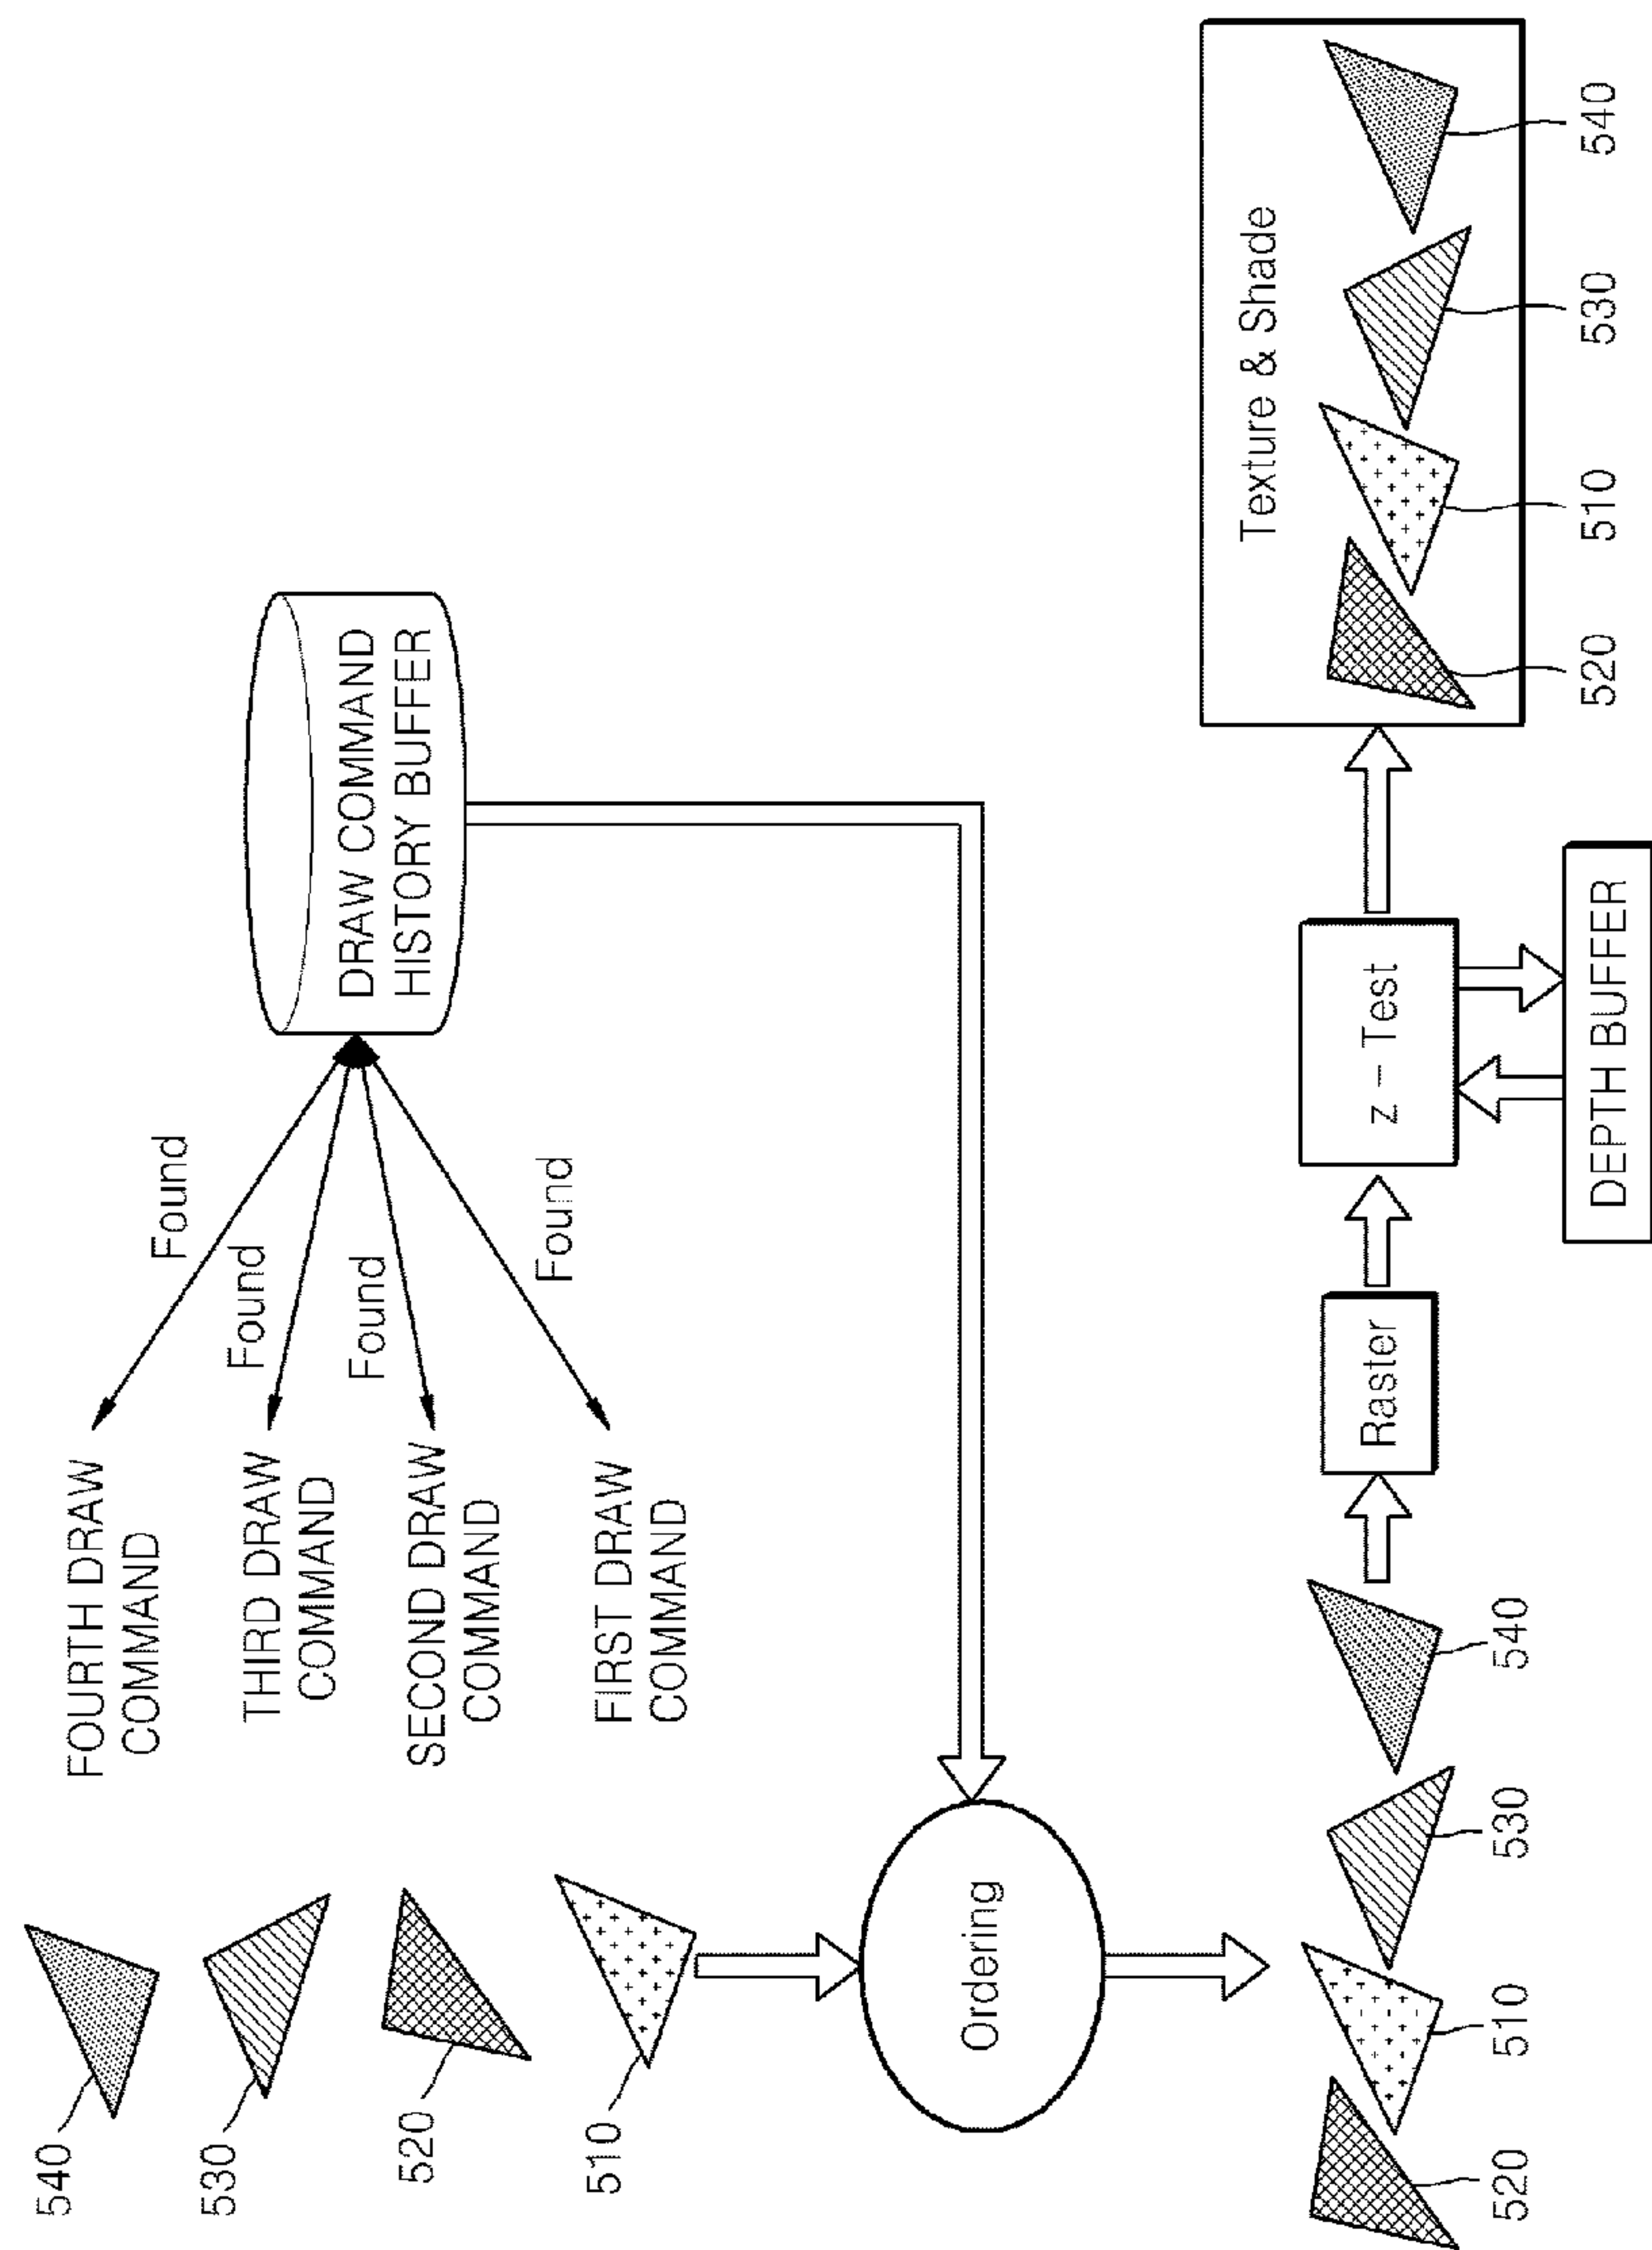 540
530
520
510
FOURTH DRAW
COMMAND
THIRD DRAW
COMMAND
SECOND DRAW
COMMAND
FIRST DRAW
COMMAND
Found
Found
Found
Found
DRAW COMMAND
HISTORY BUFFER
Ordering
520
510
530
540
Raster
z – Test
DEPTH BUFFER
Texture & Shade
520
510
530
540